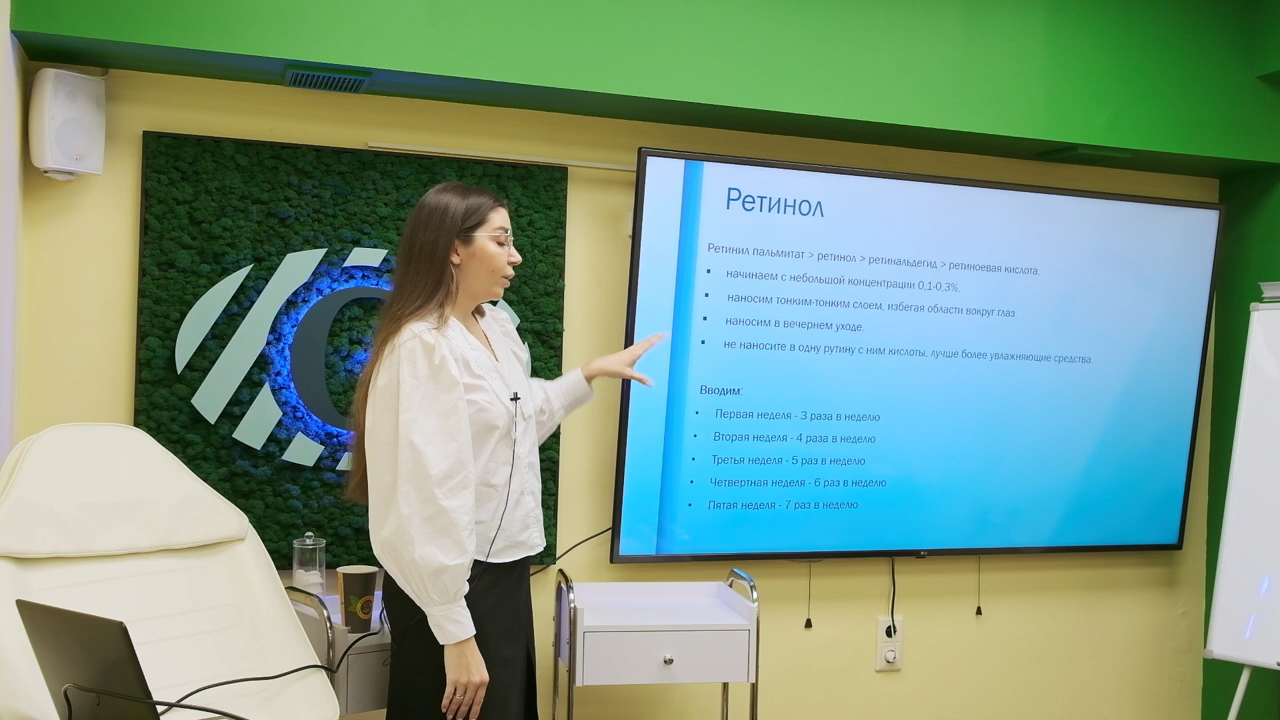 Ретинол
Ретинил пальмитат > ретинол > ретинальдегид > ретиноевая кислота.
▪ начинаем с небольшой концентрации 0,1-0,3%.
▪ наносим тонким-тонким слоем, избегая области вокруг глаз.
▪ наносим в вечернем уходе.
▪ не наносите в одну рутину с ним кислоты, лучше более увлажняющие средства.
Вводим:
• Первая неделя - 3 раза в неделю
• Вторая неделя - 4 раза в неделю
• Третья неделя - 5 раз в неделю
• Четвертная неделя - 6 раз в неделю
• Пятая неделя - 7 раз в неделю